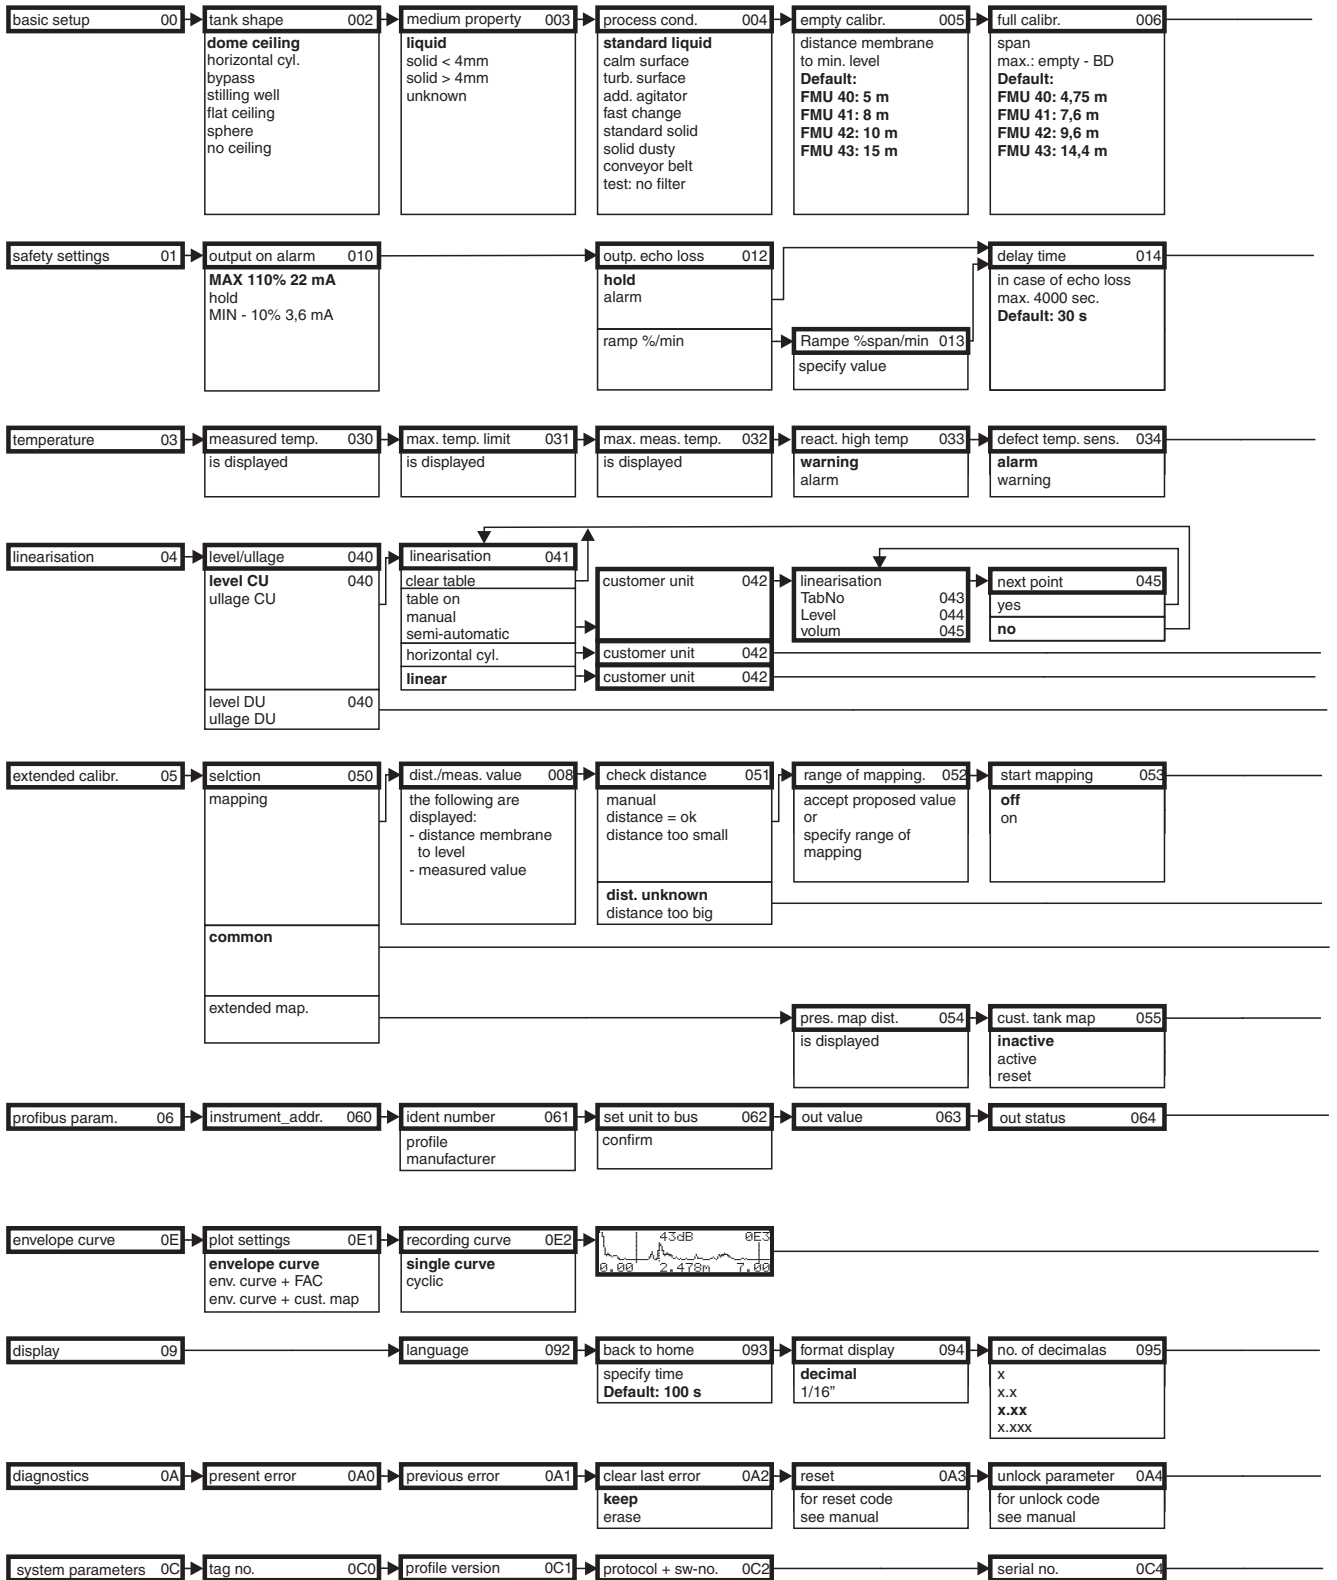 basic setup 00
tank shape 002
dome ceiling
horizontal cyl.
bypass
stilling well
flat ceiling
sphere
no ceiling
medium property 003
liquid
solid < 4mm
solid > 4mm
unknown
process cond. 004
standard liquid
calm surface
turb. surface
add. agitator
fast change
standard solid
solid dusty
conveyor belt
test: no filter
empty calibr. 005
distance membrane
to min. level
Default:
FMU 40: 5 m
FMU 41: 8 m
FMU 42: 10 m
FMU 43: 15 m
full calibr. 006
span
max.: empty - BD
Default:
FMU 40: 4,75 m
FMU 41: 7,6 m
FMU 42: 9,6 m
FMU 43: 14,4 m
safety settings 01
output on alarm 010
MAX 110% 22 mA
hold
MIN - 10% 3,6 mA
outp. echo loss 012
hold
alarm
ramp %/min
Rampe %span/min 013
specify value
delay time 014
in case of echo loss
max. 4000 sec.
Default: 30 s
temperature 03
measured temp. 030
is displayed
max. temp. limit 031
is displayed
max. meas. temp. 032
is displayed
react. high temp 033
warning
alarm
defect temp. sens. 034
alarm
warning
linearisation 04
level/ullage 040
level CU 040
ullage CU
level DU 040
ullage DU
linearisation 041
clear table
table on
manual
semi-automatic
horizontal cyl.
linear
customer unit 042
customer unit 042
customer unit 042
linearisation
TabNo 043
Level 044
volum 045
next point 045
yes
no
extended calibr. 05
selction 050
mapping
common
extended map.
dist./meas. value 008
the following are
displayed:
- distance membrane
to level
- measured value
check distance 051
manual
distance = ok
distance too small
dist. unknown
distance too big
range of mapping. 052
accept proposed value
or
specify range of
mapping
start mapping 053
off
on
pres. map dist. 054
is displayed
cust. tank map 055
inactive
active
reset
profibus param. 06
instrument_addr. 060
ident number 061
profile
manufacturer
set unit to bus 062
confirm
out value 063
out status 064
envelope curve 0E
plot settings 0E1
envelope curve
env. curve + FAC
env. curve + cust. map
recording curve 0E2
single curve
cyclic
43dB 0E3
0.00 2.478m 7.00
display 09
language 092
back to home 093
specify time
Default: 100 s
format display 094
decimal
1/16”
no. of decimalas 095
x
x.x
x.xx
x.xxx
diagnostics 0A
present error 0A0
previous error 0A1
clear last error 0A2
keep
erase
reset 0A3
for reset code
see manual
unlock parameter 0A4
for unlock code
see manual
system parameters 0C
tag no. 0C0
profile version 0C1
protocol + sw-no. 0C2
serial no. 0C4